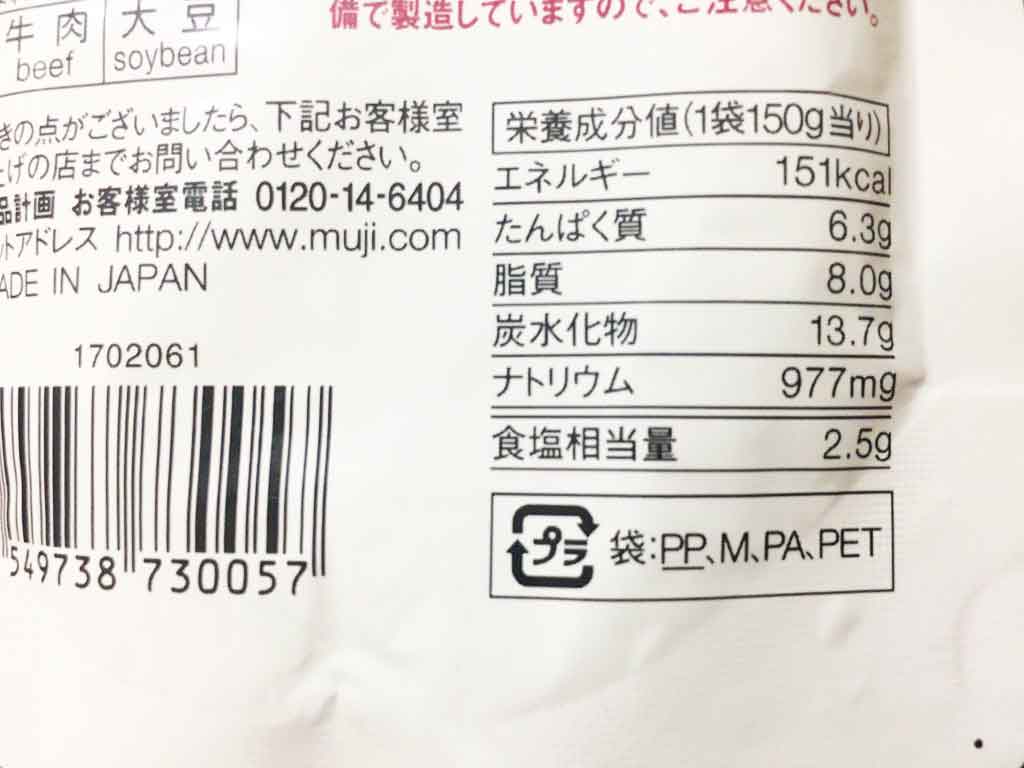 牛肉 大豆
beef soybean
備で製造していますので、ご注意ください。
きの点がございましたら、下記お客様室
げの店までお問い合わせください。
品計画 お客様室電話 0120-14-6404
ットアドレス http://www.muji.com
ADE IN JAPAN
1702061
549738 730057
栄養成分値(1袋150g当り)
エネルギー 151kcal
たんぱく質 6.3g
脂質 8.0g
炭水化物 13.7g
ナトリウム 977mg
食塩相当量 2.5g
プラ 袋:PP、M、PA、PET